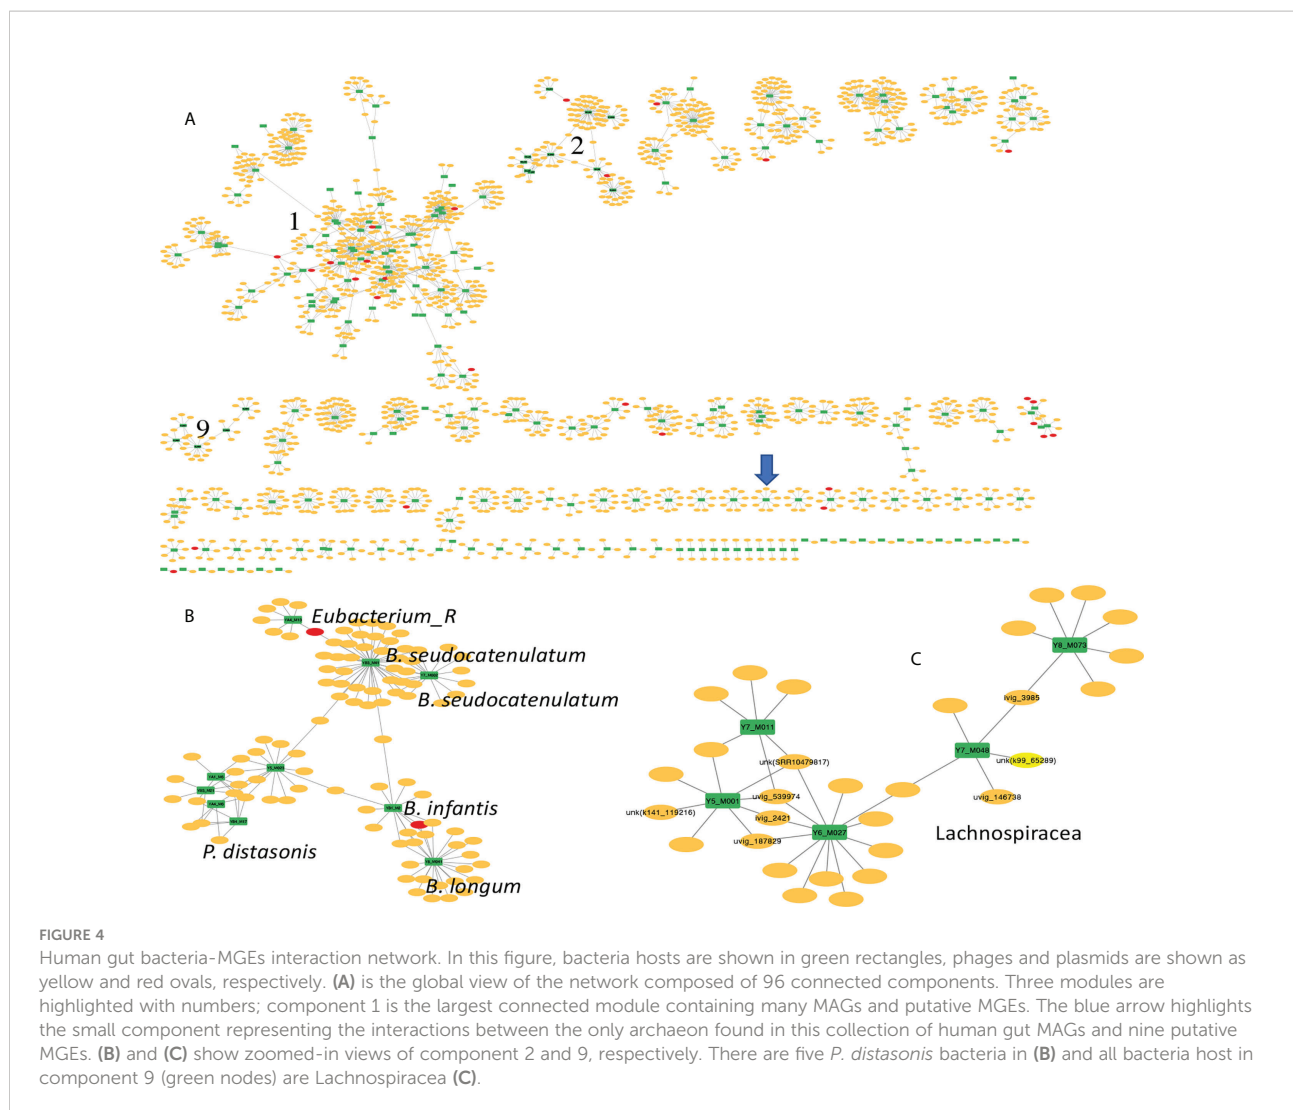 A
1
2
9
B
Eubacterium_R
B. seudocatenulatum
B. seudocatenulatum
B. infantis
P. distasonis
B. longum
C
Y8_M073
ivig_3985
Y7_M011
Y7_M048
unk(SRR10479817)
unk(k99_65289)
Y5_M001
uvig_539974
uvig_146738
unk(k141_119216)
ivig_2421
Y6_M027
uvig_187829
Lachnospiracea
FIGURE 4
Human gut bacteria-MGEs interaction network. In this figure, bacteria hosts are shown in green rectangles, phages and plasmids are shown as
yellow and red ovals, respectively. (A) is the global view of the network composed of 96 connected components. Three modules are
highlighted with numbers; component 1 is the largest connected module containing many MAGs and putative MGEs. The blue arrow highlights
the small component representing the interactions between the only archaeon found in this collection of human gut MAGs and nine putative
MGEs. (B) and (C) show zoomed-in views of component 2 and 9, respectively. There are five P. distasonis bacteria in (B) and all bacteria host in
component 9 (green nodes) are Lachnospiracea (C).